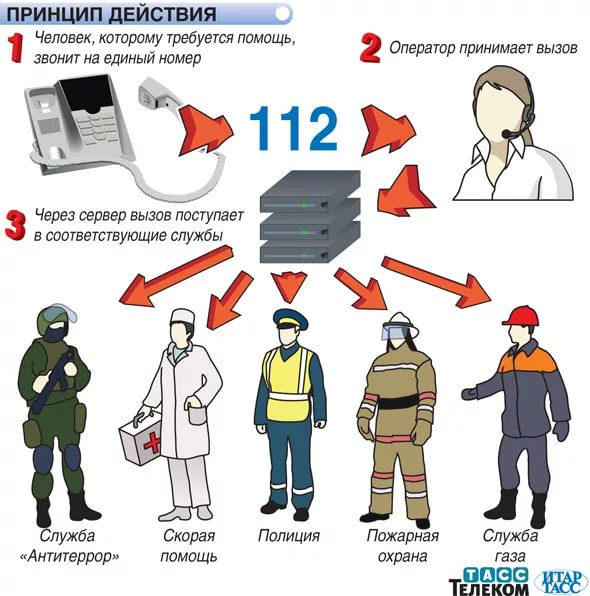 ПРИНЦИП ДЕЙСТВИЯ
1 Человек, которому требуется помощь,
звонит на единый номер
2 Оператор принимает вызов
112
3 Через сервер вызов поступает
в соответствующие службы
Служба
«Антитеррор»
Скорая
помощь
Полиция
Пожарная
охрана
Служба
газа
ТАСС
Телеком
ИТАР
ТАСС